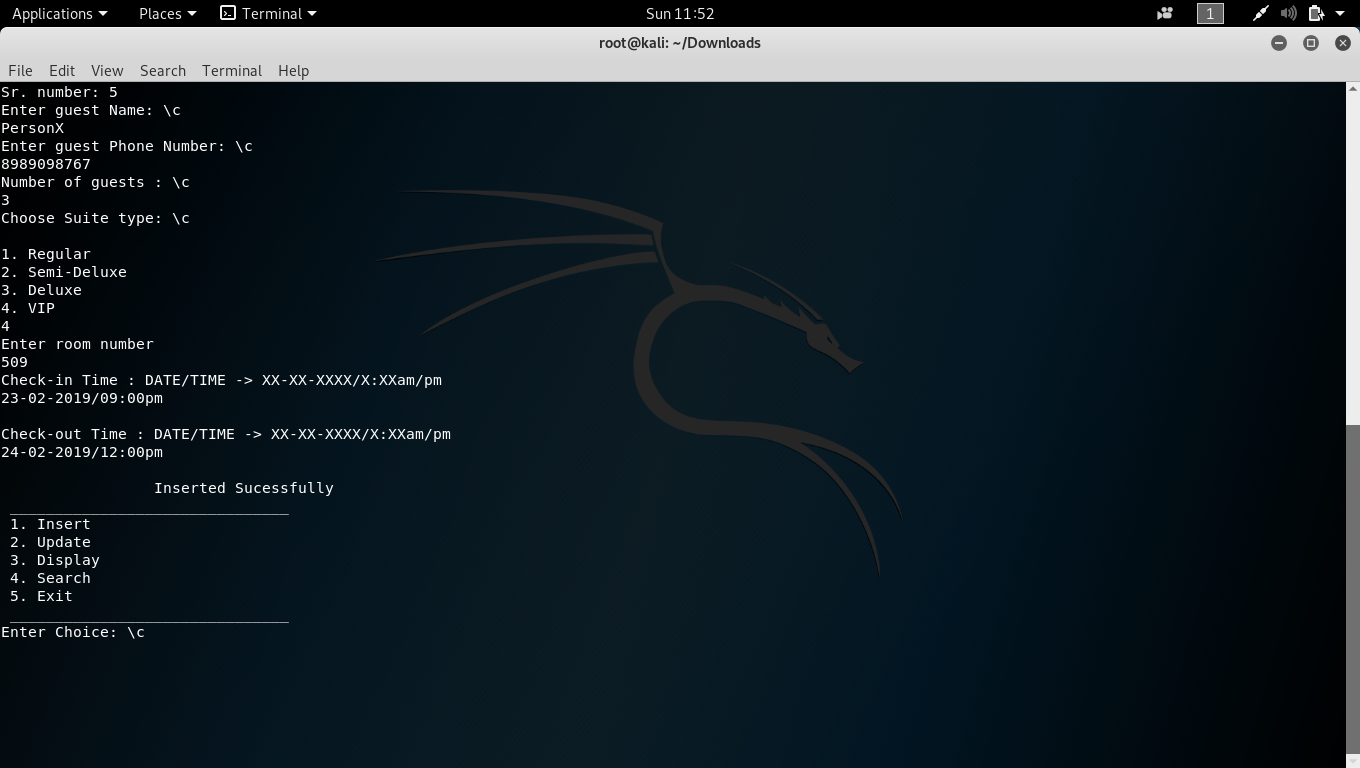 Applications Places Terminal Sun 11:52 1
root@kali: ~/Downloads
File Edit View Search Terminal Help
Sr. number: 5
Enter guest Name: \c
PersonX
Enter guest Phone Number: \c
8989098767
Number of guests : \c
3
Choose Suite type: \c
1. Regular
2. Semi-Deluxe
3. Deluxe
4. VIP
4
Enter room number
509
Check-in Time : DATE/TIME -> XX-XX-XXXX/X:XXam/pm
23-02-2019/09:00pm
Check-out Time : DATE/TIME -> XX-XX-XXXX/X:XXam/pm
24-02-2019/12:00pm
Inserted Sucessfully
_______________________________
1. Insert
2. Update
3. Display
4. Search
5. Exit
_______________________________
Enter Choice: \c